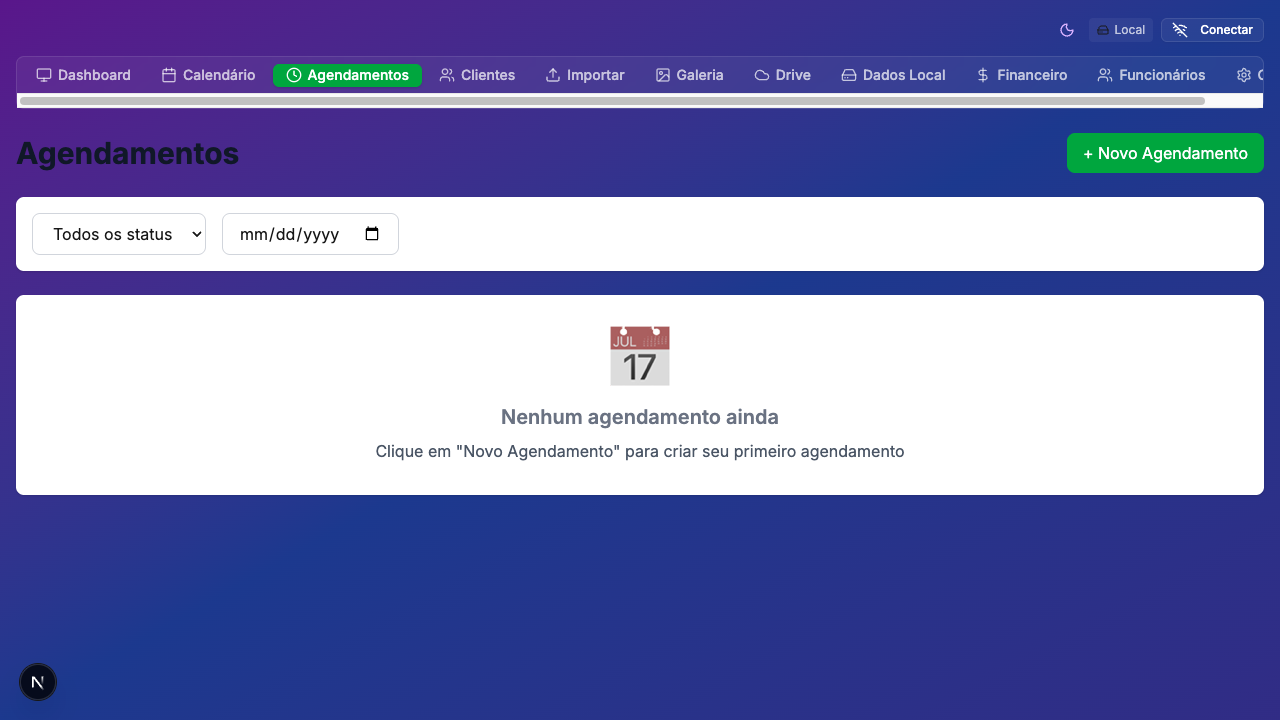 Local
Conectar
Dashboard
Calendário
Agendamentos
Clientes
Importar
Galeria
Drive
Dados Local
Financeiro
Funcionários
Agendamentos
+ Novo Agendamento
Todos os status
mm/dd/yyyy
JUL
17
Nenhum agendamento ainda
Clique em "Novo Agendamento" para criar seu primeiro agendamento
N